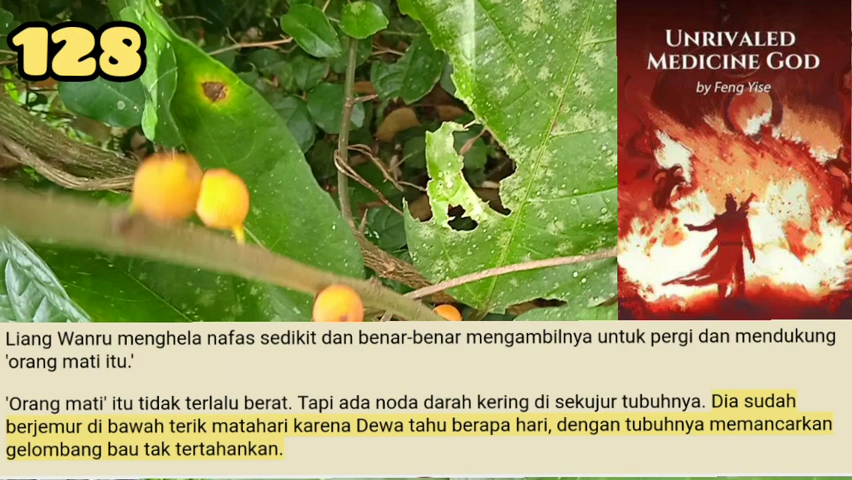 128
UNRIVALED
MEDICINE GOD
by Feng Yise
Liang Wanru menghela nafas sedikit dan benar-benar mengambilnya untuk pergi dan mendukung
'orang mati itu.'
'Orang mati' itu tidak terlalu berat. Tapi ada noda darah kering di sekujur tubuhnya. Dia sudah
berjemur di bawah terik matahari karena Dewa tahu berapa hari, dengan tubuhnya memancarkan
gelombang bau tak tertahankan.